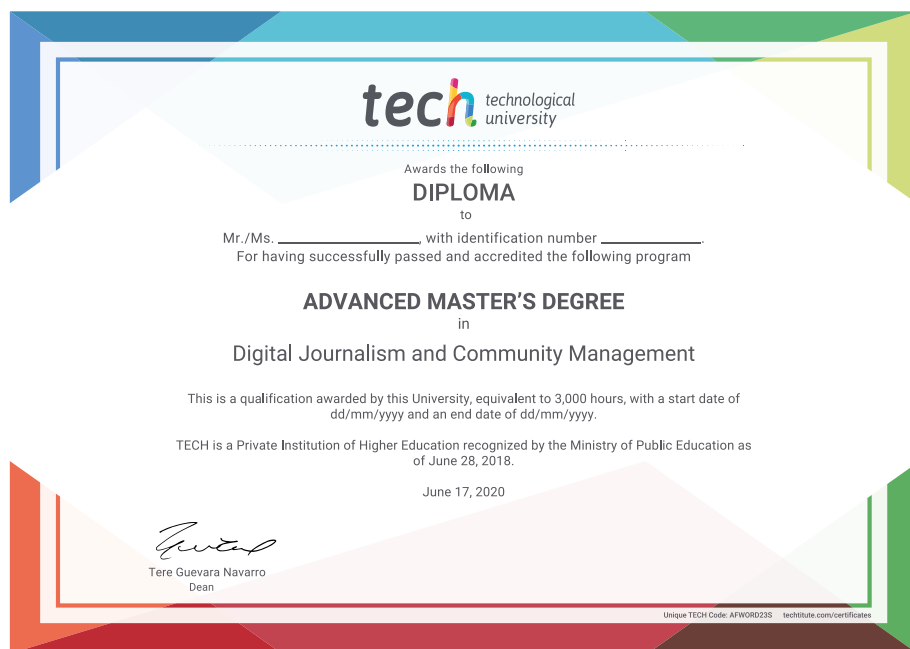 tech technological
university
Awards the following
DIPLOMA
to
Mr./Ms. ____________________, with identification number ______________.
For having successfully passed and accredited the following program
ADVANCED MASTER'S DEGREE
in
Digital Journalism and Community Management
This is a qualification awarded by this University, equivalent to 3,000 hours, with a start date of
dd/mm/yyyy and an end date of dd/mm/yyyy.
TECH is a Private Institution of Higher Education recognized by the Ministry of Public Education as
of June 28, 2018.
June 17, 2020
Tere Guevara Navarro
Dean
Unique TECH Code: AFWORD23S techtitute.com/certificates